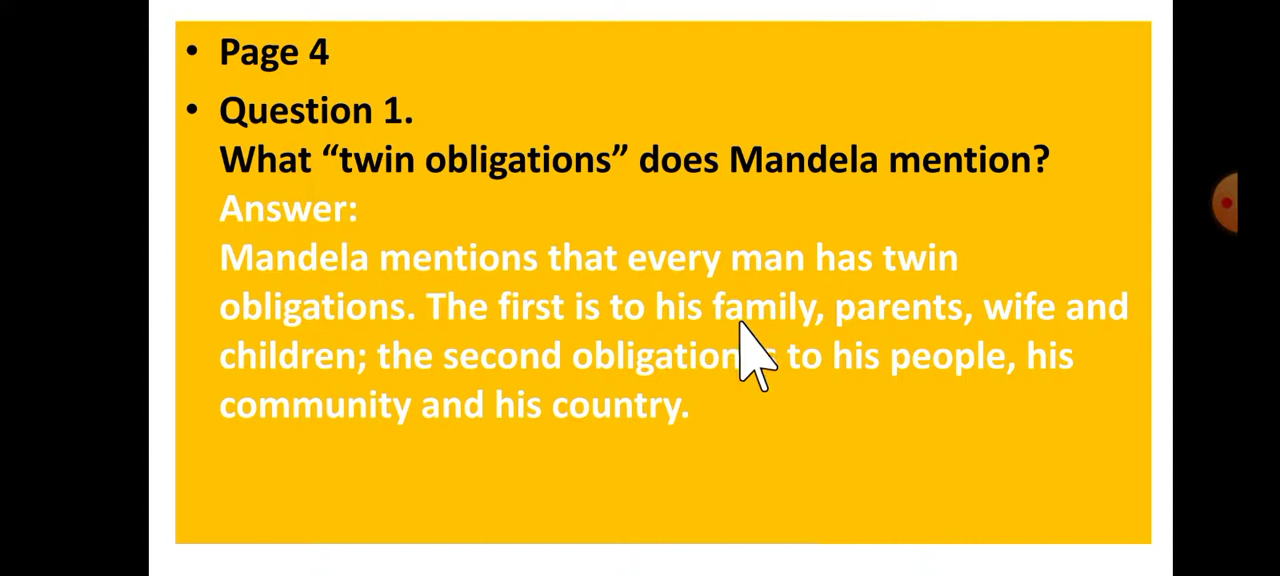 • Page 4
• Question 1.
What “twin obligations” does Mandela mention?
Answer:
Mandela mentions that every man has twin
obligations. The first is to his family, parents, wife and
children; the second obligation to his people, his
community and his country.